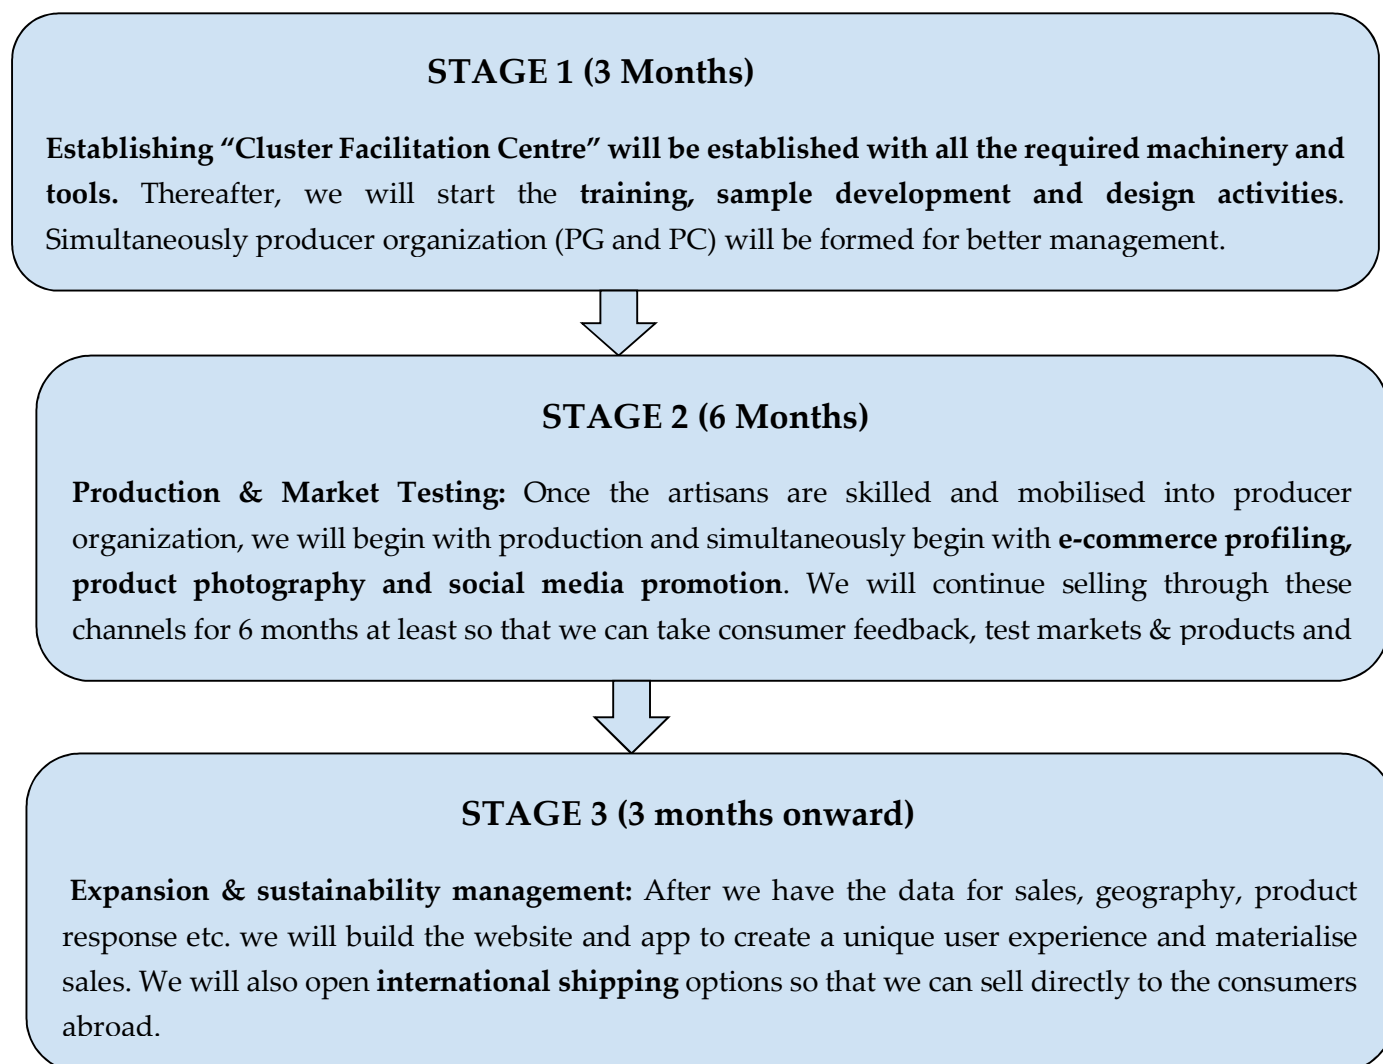 STAGE 1 (3 Months)
Establishing “Cluster Facilitation Centre” will be established with all the required machinery and
tools. Thereafter, we will start the training, sample development and design activities.
Simultaneously producer organization (PG and PC) will be formed for better management.
STAGE 2 (6 Months)
Production & Market Testing: Once the artisans are skilled and mobilised into producer
organization, we will begin with production and simultaneously begin with e-commerce profiling,
product photography and social media promotion. We will continue selling through these
channels for 6 months at least so that we can take consumer feedback, test markets & products and
STAGE 3 (3 months onward)
Expansion & sustainability management: After we have the data for sales, geography, product
response etc. we will build the website and app to create a unique user experience and materialise
sales. We will also open international shipping options so that we can sell directly to the consumers
abroad.